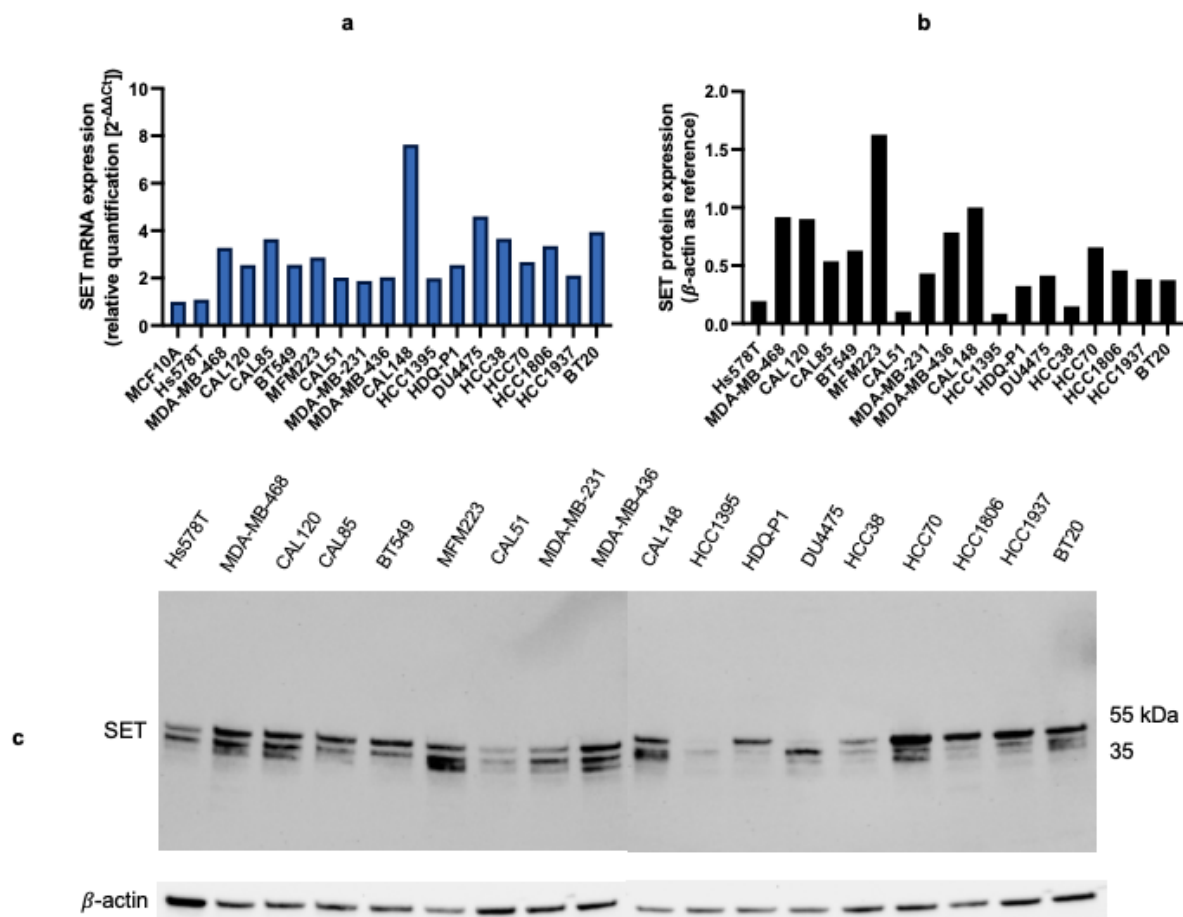 a
b
SET mRNA expression
(relative quantification [2-ΔΔCt])
10
8
6
4
2
0
MCF10A
Hs578T
MDA-MB-468
CAL120
CAL85
BT549
MFM223
CAL51
MDA-MB-231
MDA-MB-436
CAL148
HCC1395
HDQ-P1
DU4475
HCC38
HCC70
HCC1806
HCC1937
BT20
SET protein expression
(β-actin as reference)
2.0
1.5
1.0
0.5
0.0
Hs578T
MDA-MB-468
CAL120
CAL85
BT549
MFM223
CAL51
MDA-MB-231
MDA-MB-436
CAL148
HCC1395
HDQ-P1
DU4475
HCC38
HCC70
HCC1806
HCC1937
BT20
Hs578T
MDA-MB-468
CAL120
CAL85
BT549
MFM223
CAL51
MDA-MB-231
MDA-MB-436
CAL148
HCC1395
HDQ-P1
DU4475
HCC38
HCC70
HCC1806
HCC1937
BT20
c
SET
55 kDa
35
β-actin